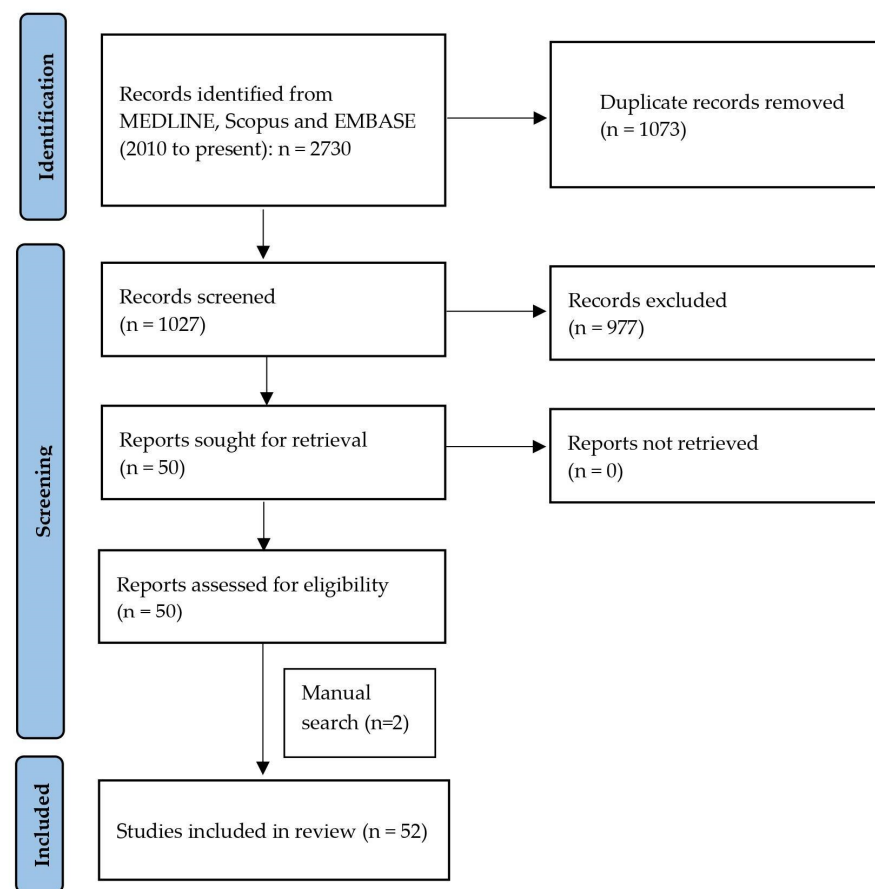 Identification
Records identified from
MEDLINE, Scopus and EMBASE
(2010 to present): n = 2730
Duplicate records removed
(n = 1073)
Screening
Records screened
(n = 1027)
Records excluded
(n = 977)
Reports sought for retrieval
(n = 50)
Reports not retrieved
(n = 0)
Reports assessed for eligibility
(n = 50)
Manual
search (n=2)
Included
Studies included in review (n = 52)